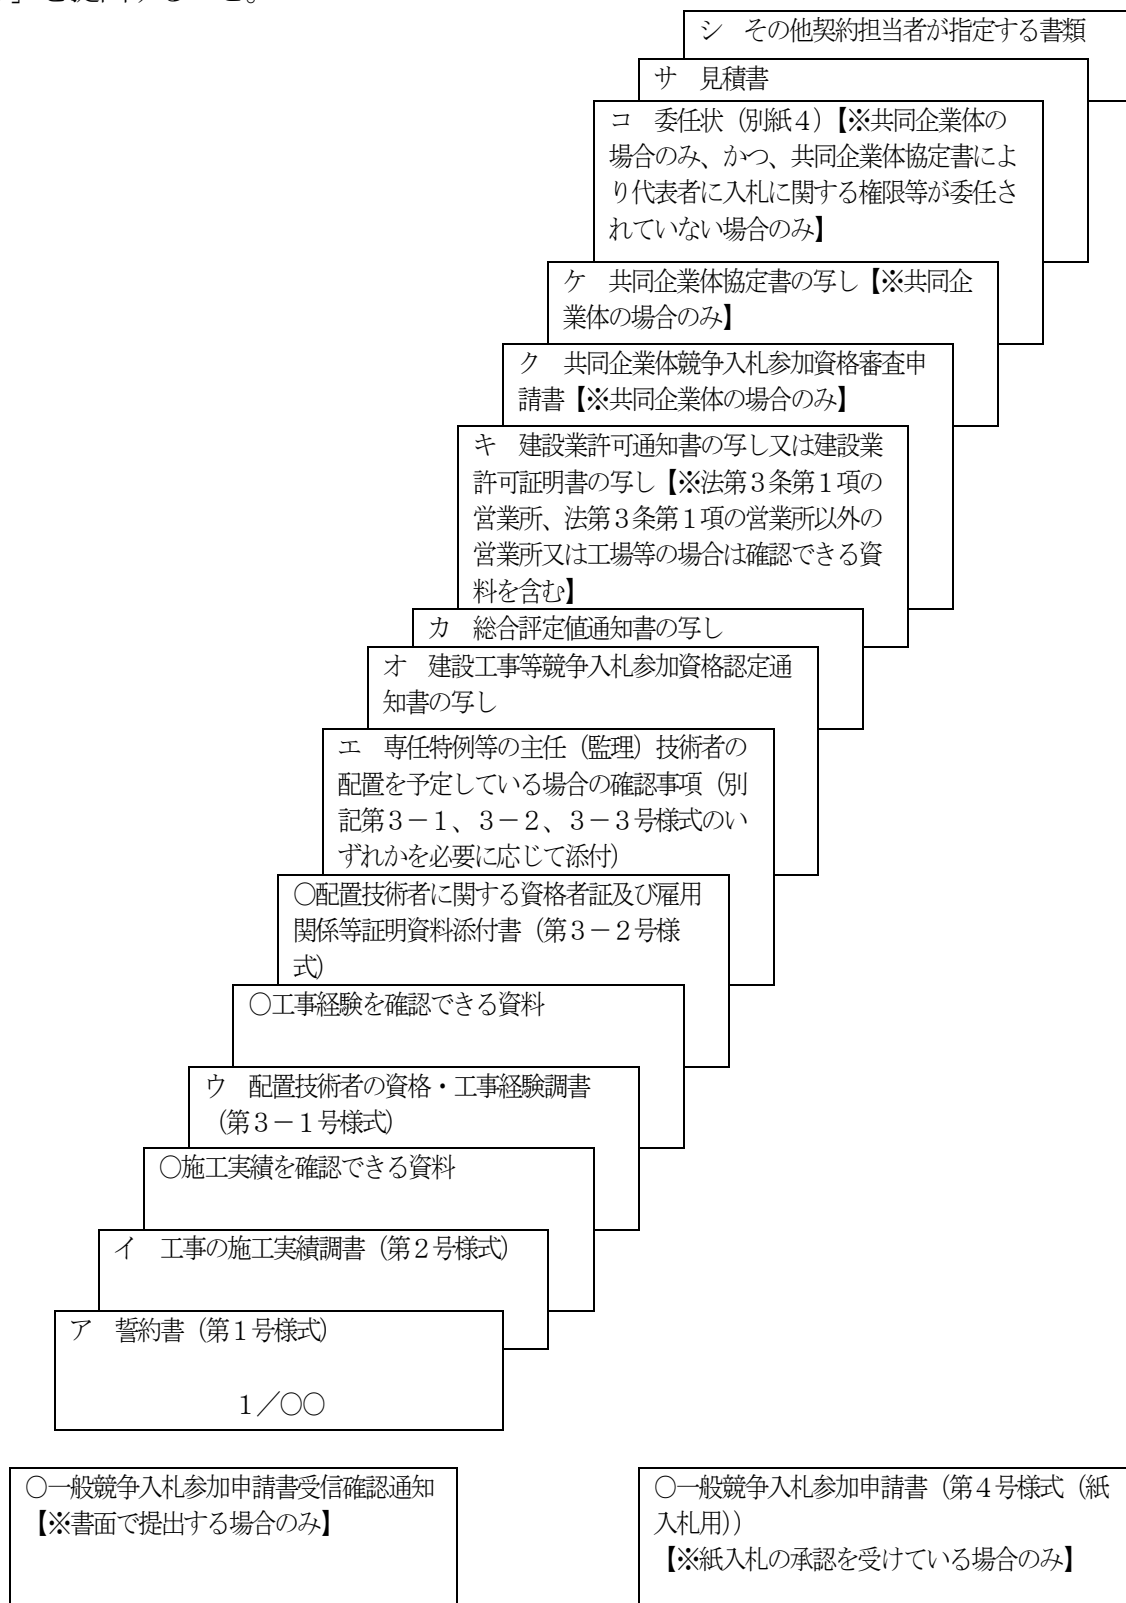 シ　その他契約担当者が指定する書類
サ　見積書
コ　委任状（別紙４）【※共同企業体の
場合のみ、かつ、共同企業体協定書によ
り代表者に入札に関する権限等が委任さ
れていない場合のみ】
ケ　共同企業体協定書の写し【※共同企
業体の場合のみ】
ク　共同企業体競争入札参加資格審査申
請書【※共同企業体の場合のみ】
キ　建設業許可通知書の写し又は建設業
許可証明書の写し【※法第３条第１項の
営業所、法第３条第１項の営業所以外の
営業所又は工場等の場合は確認できる資
料を含む】
カ　総合評定値通知書の写し
オ　建設工事等競争入札参加資格認定通
知書の写し
エ　専任特例等の主任（監理）技術者の
配置を予定している場合の確認事項（別
記第３－１、３－２、３－３号様式のい
ずれかを必要に応じて添付）
○配置技術者に関する資格者証及び雇用
関係等証明資料添付書（第３－２号様
式）
○工事経験を確認できる資料
ウ　配置技術者の資格・工事経験調書
（第３－１号様式）
○施工実績を確認できる資料
イ　工事の施工実績調書（第２号様式）
ア　誓約書（第１号様式）
１／○○
○一般競争入札参加申請書受信確認通知
【※書面で提出する場合のみ】
○一般競争入札参加申請書（第４号様式（紙
入札用））
【※紙入札の承認を受けている場合のみ】